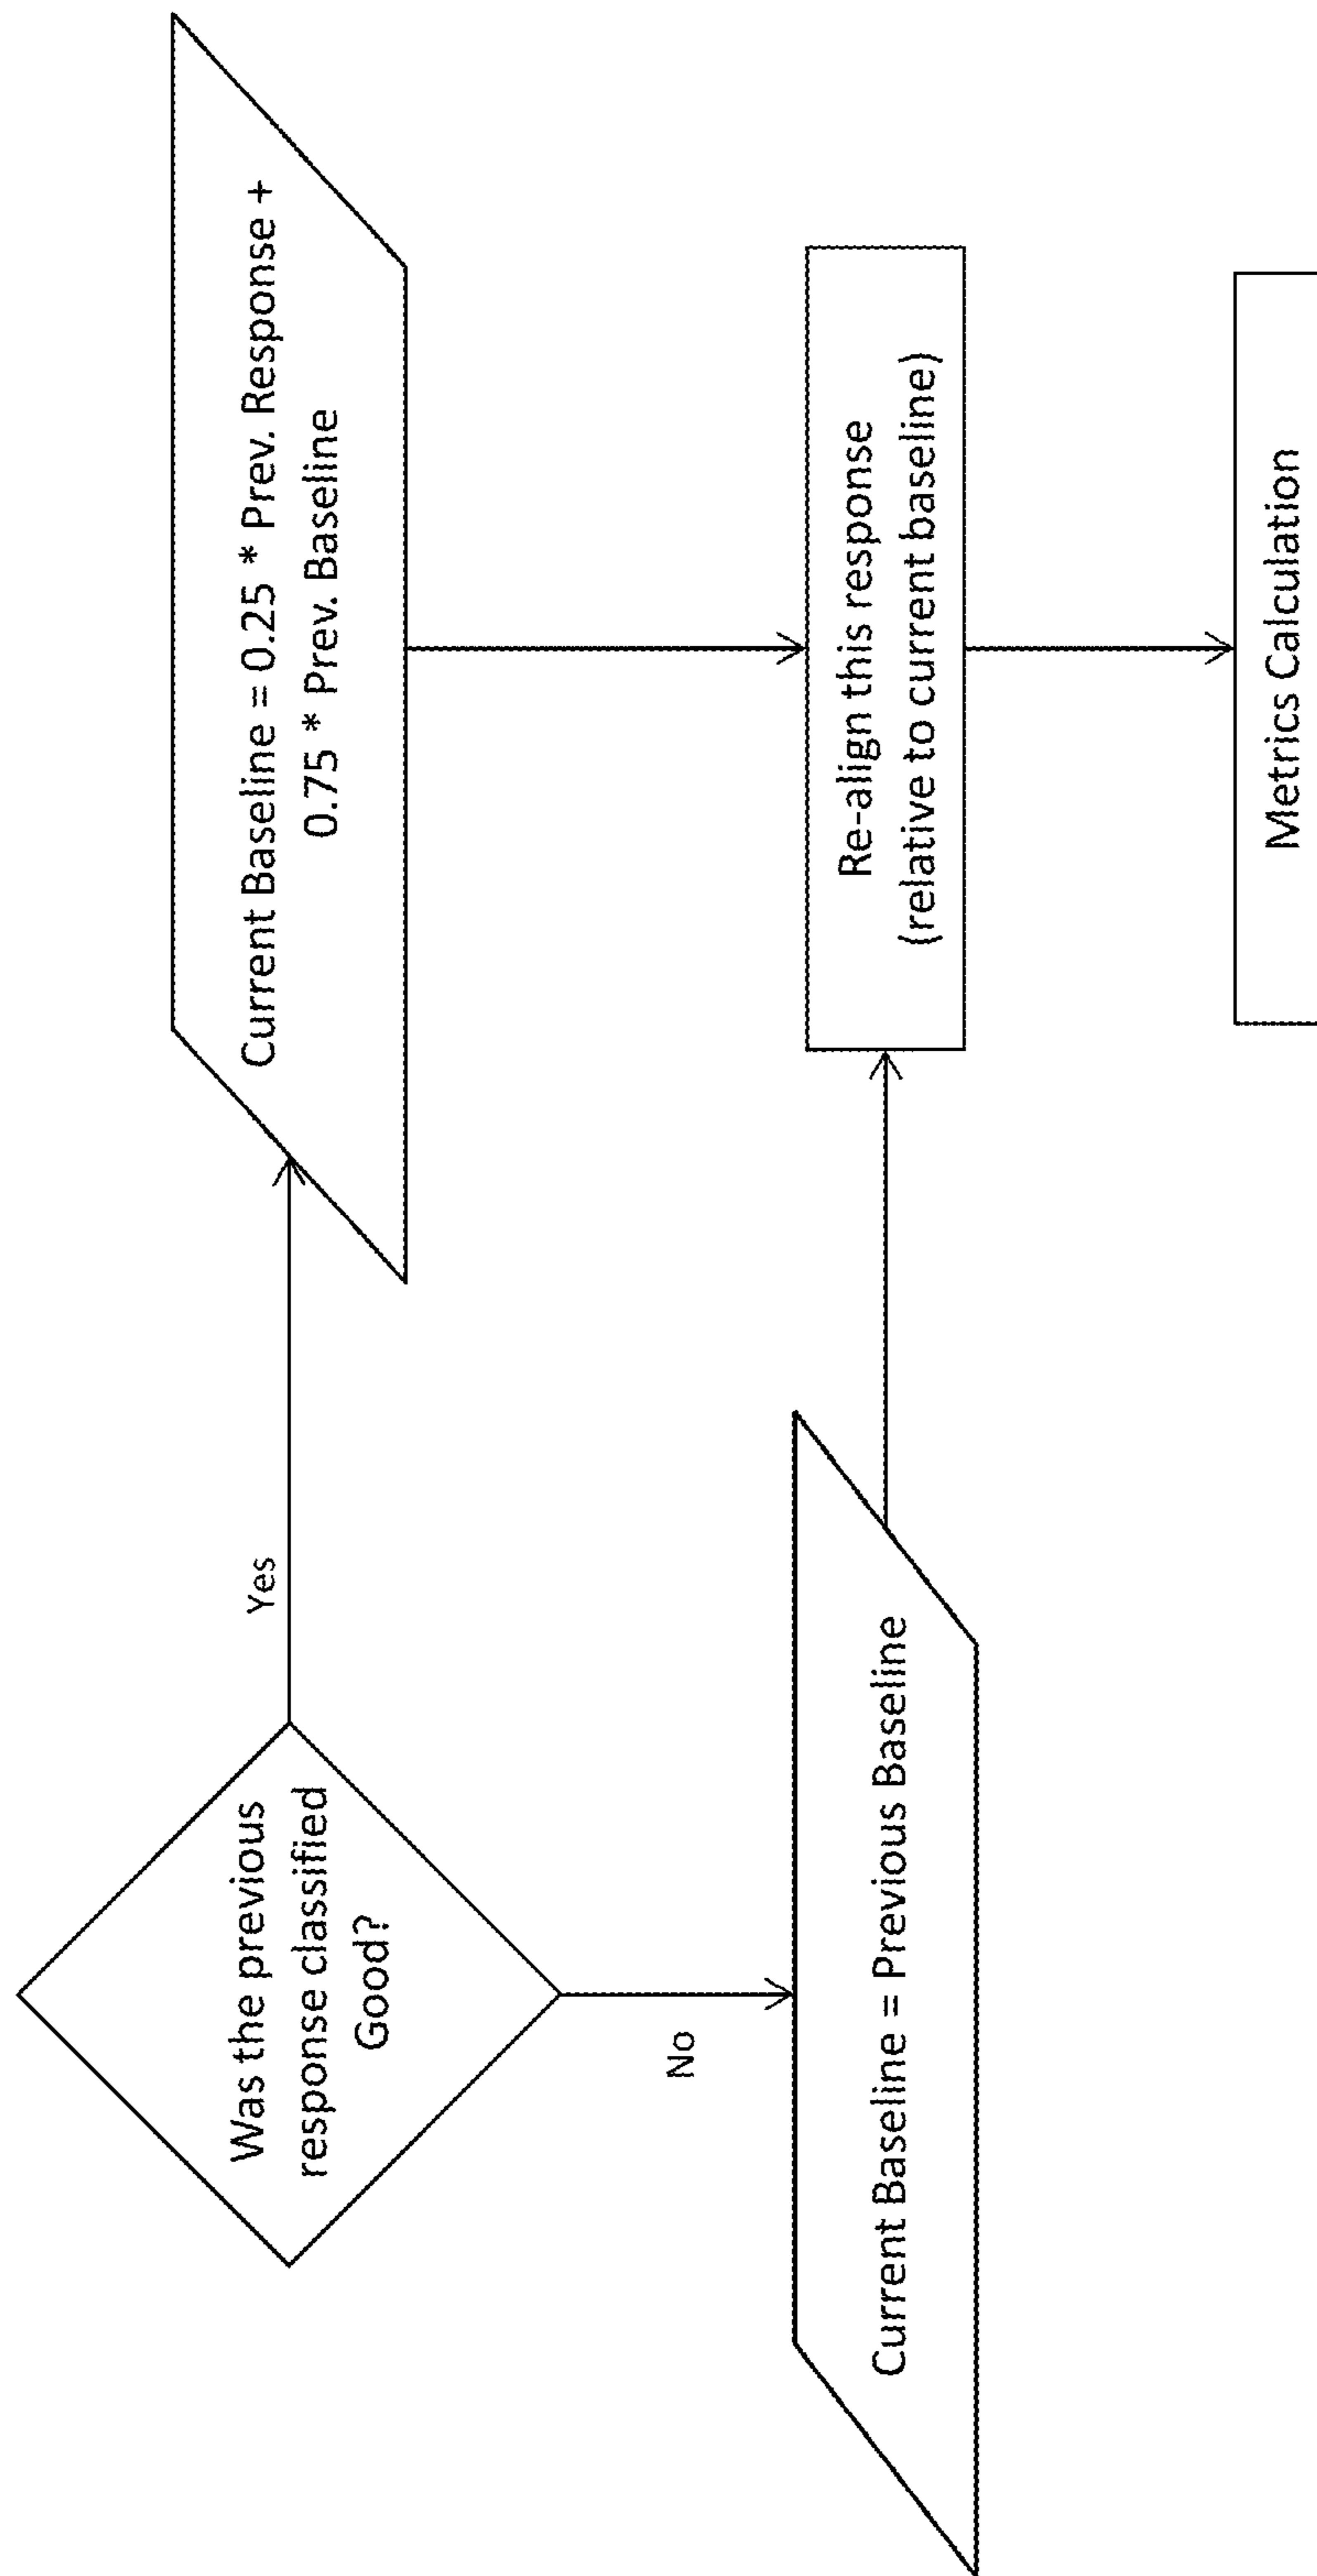 Was the previous
response classified
Good?
Yes
Current Baseline = 0.25 * Prev. Response +
0.75 * Prev. Baseline
No
Current Baseline = Previous Baseline
Re-align this response
(relative to current baseline)
Metrics Calculation